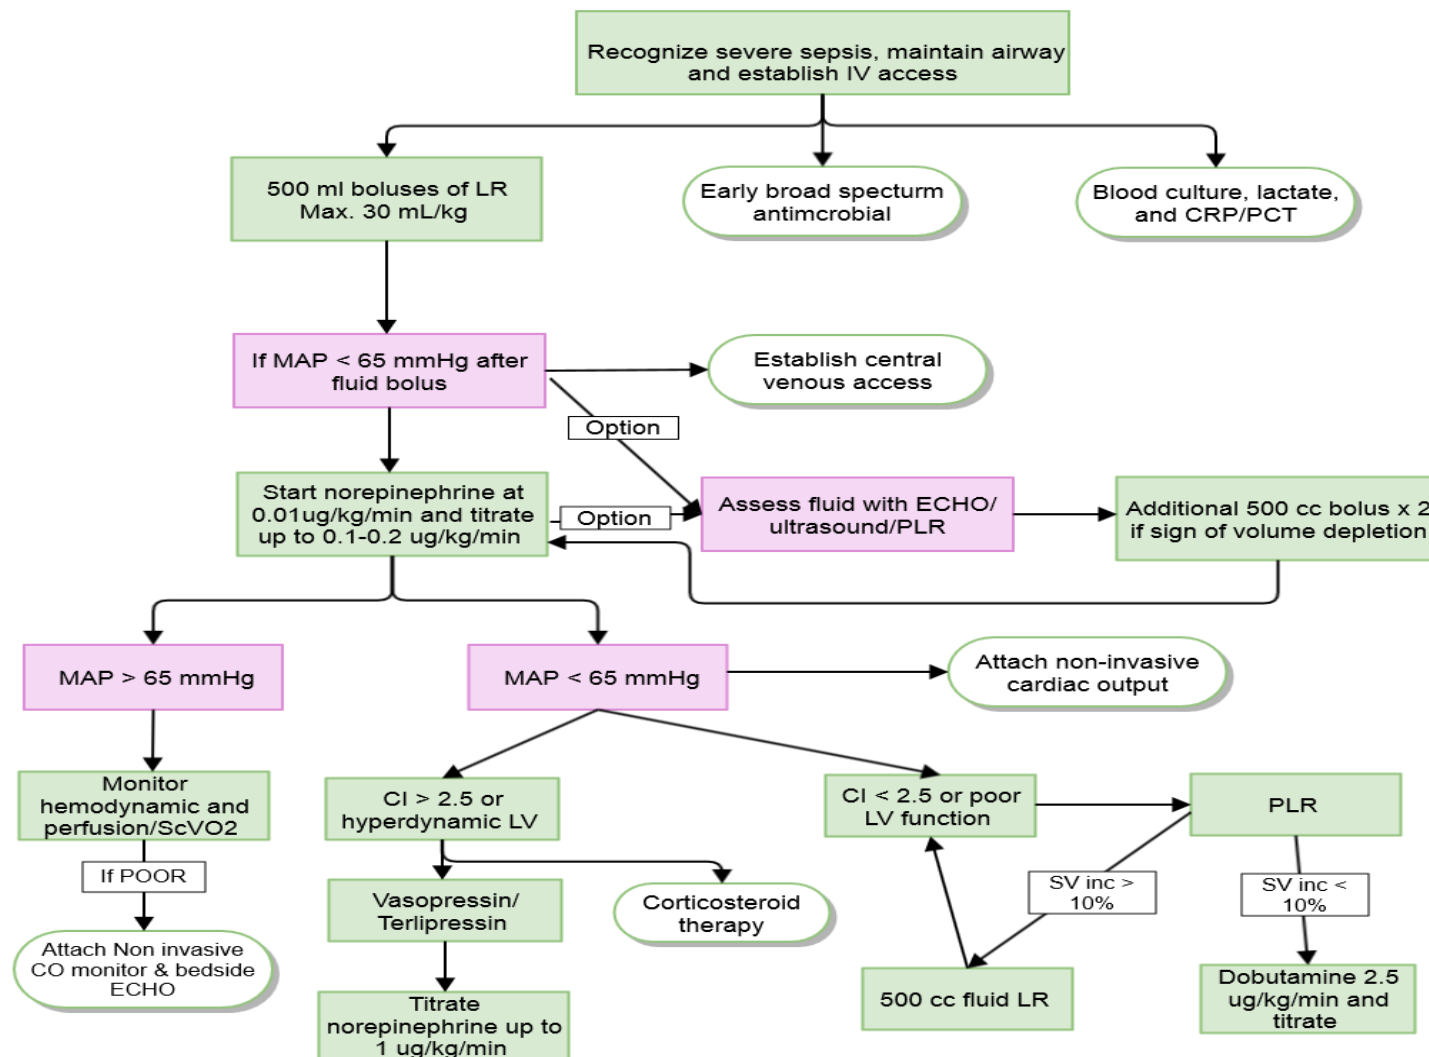 Recognize severe sepsis, maintain airway
and establish IV access
500 ml boluses of LR
Max. 30 mL/kg
Early broad specturm
antimcrobial
Blood culture, lactate,
and CRP/PCT
If MAP < 65 mmHg after
fluid bolus
Establish central
venous access
Option
Start norepinephrine at
0.01ug/kg/min and titrate
up to 0.1-0.2 ug/kg/min
Option
Assess fluid with ECHO/
ultrasound/PLR
Additional 500 cc bolus x 2
if sign of volume depletion
MAP > 65 mmHg
MAP < 65 mmHg
Attach non-invasive
cardiac output
Monitor
hemodynamic and
perfusion/ScVO2
If POOR
Attach Non invasive
CO monitor & bedside
ECHO
CI > 2.5 or
hyperdynamic LV
Vasopressin/
Terlipressin
Corticosteroid
therapy
Titrate
norepinephrine up to
1 ug/kg/min
CI < 2.5 or poor
LV function
PLR
SV inc >
10%
SV inc <
10%
500 cc fluid LR
Dobutamine 2.5
ug/kg/min and
titrate